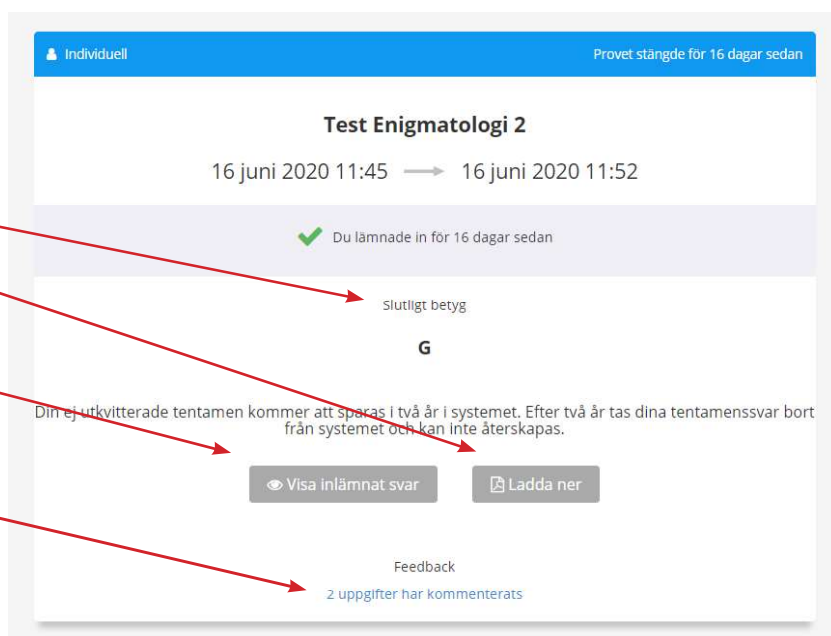 Individuell
Provet stängde för 16 dagar sedan
Test Enigmatologi 2
16 juni 2020 11:45 → 16 juni 2020 11:52
Du lämnade in för 16 dagar sedan
Slutligt betyg
G
Din ej utkvitterade tentamen kommer att sparas i två år i systemet. Efter två år tas dina tentamenssvar bort
från systemet och kan inte återskapas.
Visa inlämnat svar
Ladda ner
Feedback
2 uppgifter har kommenterats